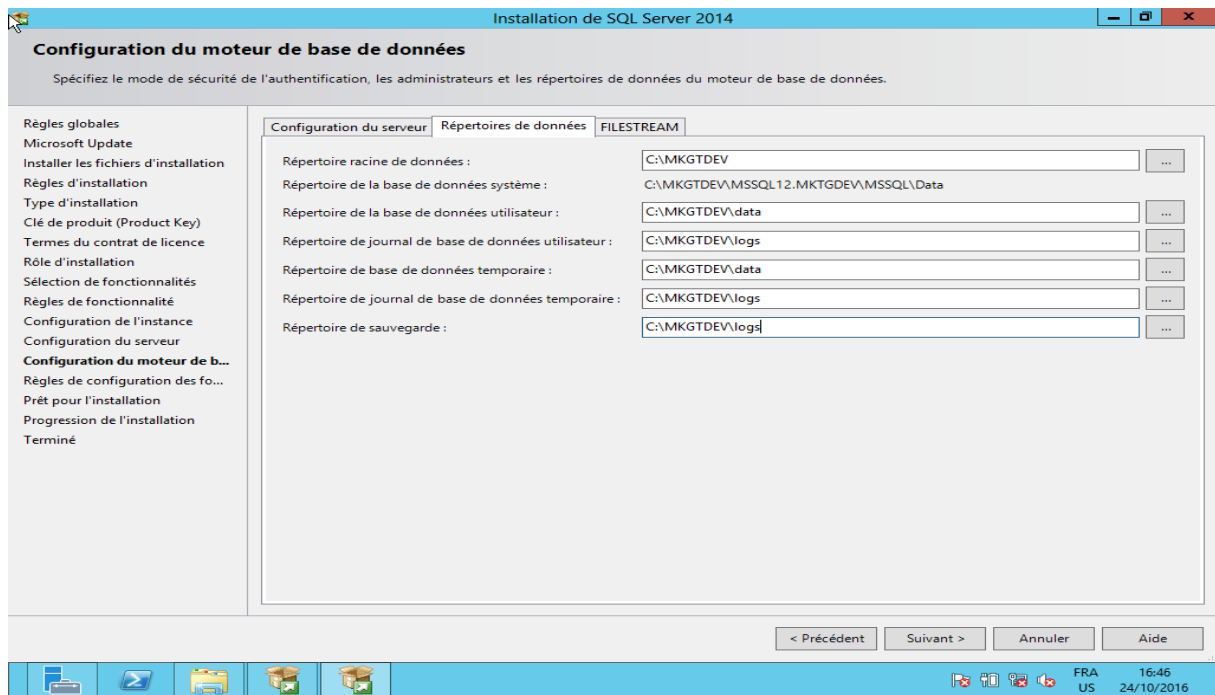 Installation de SQL Server 2014
Configuration du moteur de base de données
Spécifiez le mode de sécurité de l'authentification, les administrateurs et les répertoires de données du moteur de base de données.
Règles globales
Microsoft Update
Installer les fichiers d'installation
Règles d'installation
Type d'installation
Clé de produit (Product Key)
Termes du contrat de licence
Rôle d'installation
Sélection de fonctionnalités
Règles de fonctionnalité
Configuration de l'instance
Configuration du serveur
Configuration du moteur de b...
Règles de configuration des fo...
Prêt pour l'installation
Progression de l'installation
Terminé
Configuration du serveur Répertoires de données FILESTREAM
Répertoire racine de données : C:\MKGTDEV ...
Répertoire de la base de données système : C:\MKGTDEV\MSSQL12.MKTGDEV\MSSQL\Data
Répertoire de la base de données utilisateur : C:\MKGTDEV\data ...
Répertoire de journal de base de données utilisateur : C:\MKGTDEV\logs ...
Répertoire de base de données temporaire : C:\MKGTDEV\data ...
Répertoire de journal de base de données temporaire : C:\MKGTDEV\logs ...
Répertoire de sauvegarde : C:\MKGTDEV\logs ...
< Précédent Suivant > Annuler Aide
FRA 16:46
US 24/10/2016